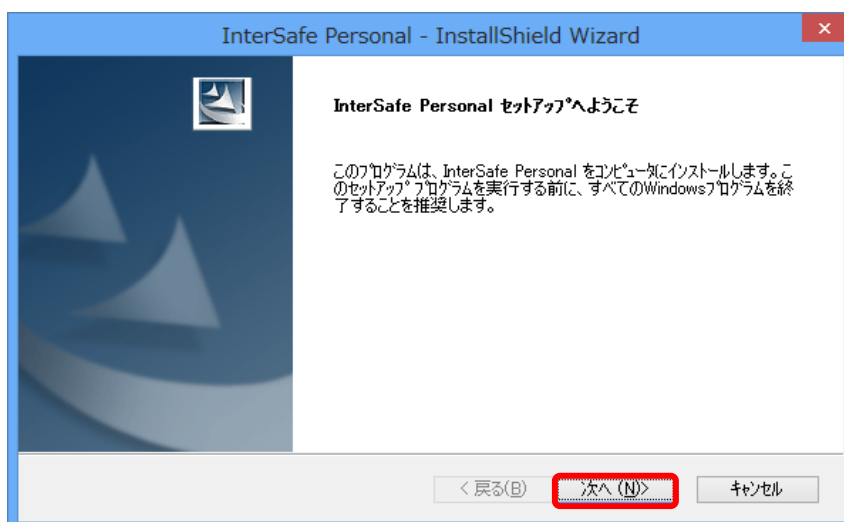 InterSafe Personal - InstallShield Wizard
InterSafe Personal ｾｯﾄｱｯﾌﾟへようこそ
このﾌﾟﾛｸﾞﾗﾑは、InterSafe Personal をｺﾝﾋﾟｭｰﾀにインストールします。こ
のｾｯﾄｱｯﾌﾟ ﾌﾟﾛｸﾞﾗﾑを実行する前に、すべてのWindowsﾌﾟﾛｸﾞﾗﾑを終
了することを推奨します。
< 戻る(B) 次へ (N)> ｷｬﾝｾﾙ